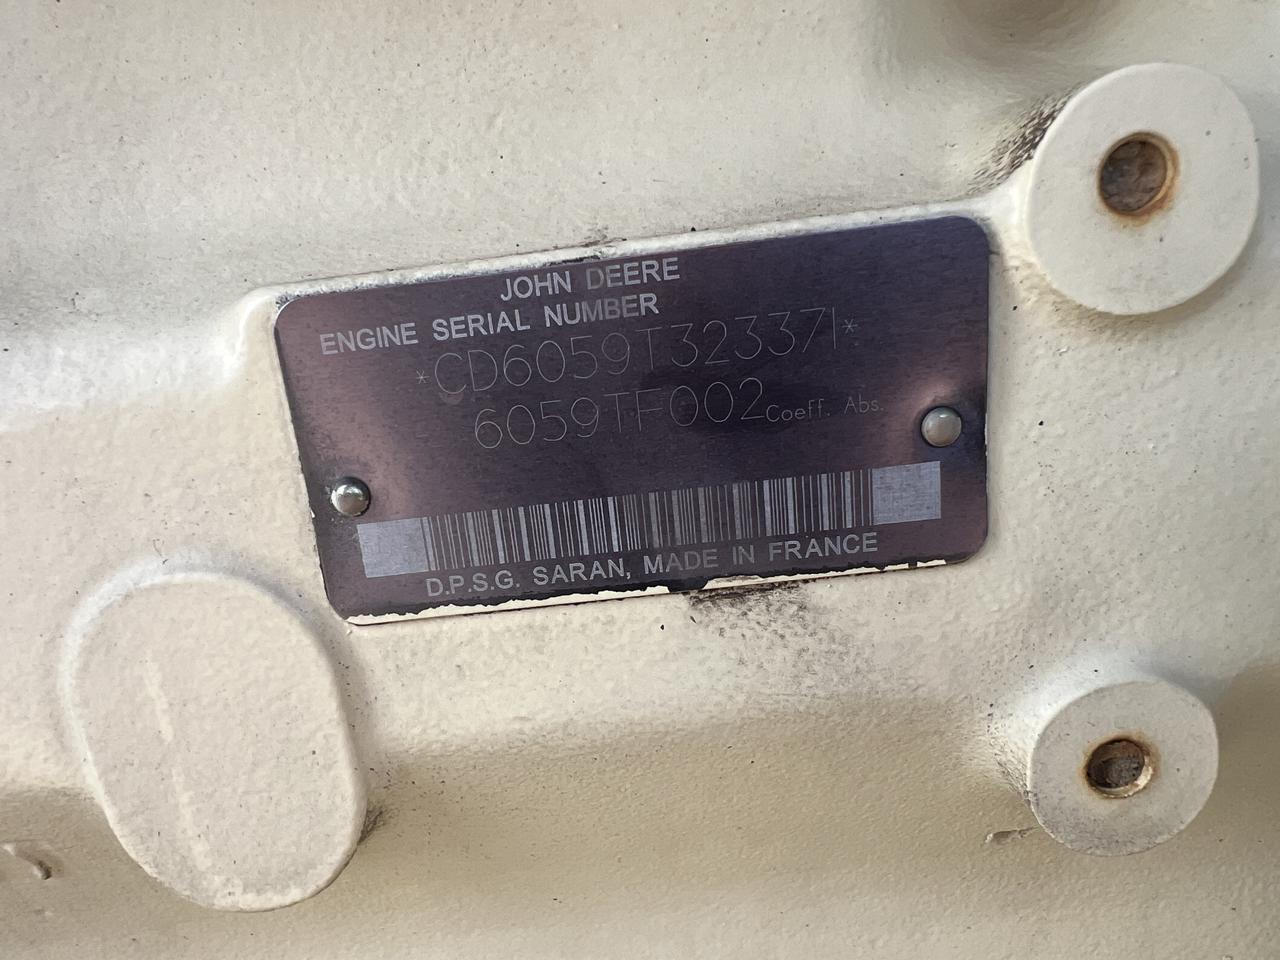 JOHN DEERE
ENGINE SERIAL NUMBER
*CD6059T323371*
6059TF002 Coeff. Abs.
D.P.S.G. SARAN, MADE IN FRANCE